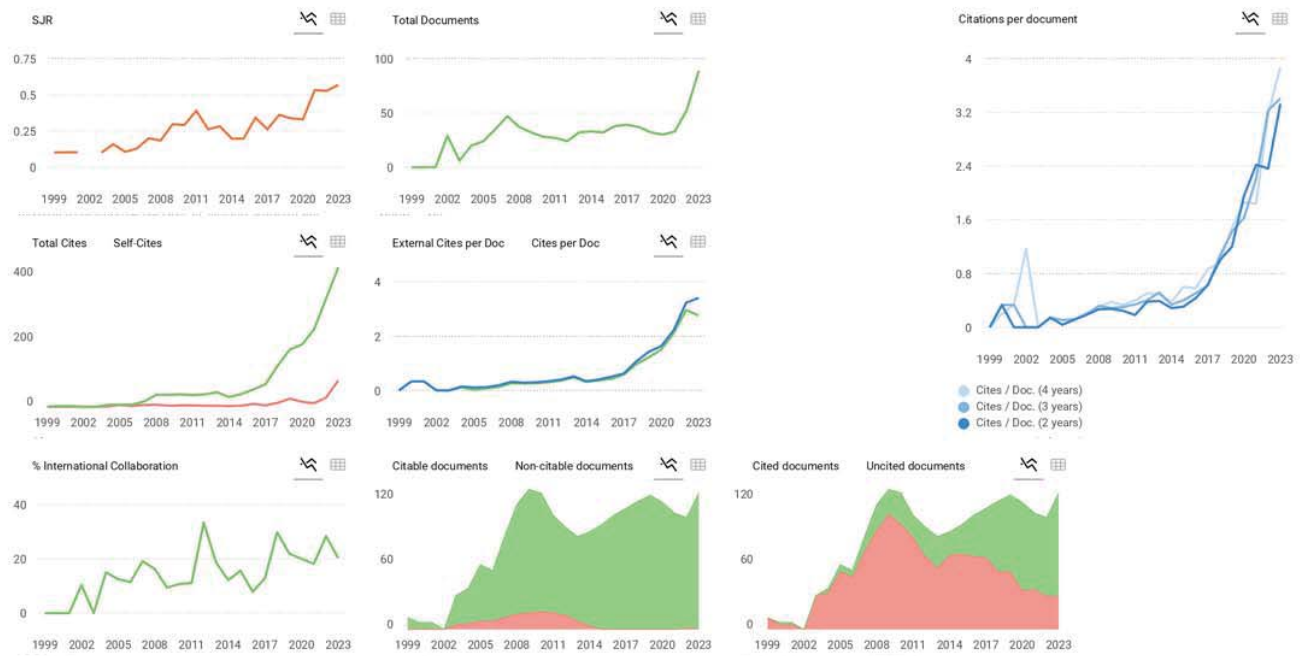 SJR
0.75
0.5
0.25
0
1999 2002 2005 2008 2011 2014 2017 2020 2023
Total Documents
100
50
0
1999 2002 2005 2008 2011 2014 2017 2020 2023
Citations per document
4
3.2
2.4
1.6
0.8
0
1999 2002 2005 2008 2011 2014 2017 2020 2023
Cites / Doc. (4 years)
Cites / Doc. (3 years)
Cites / Doc. (2 years)
Total Cites Self-Cites
400
200
0
1999 2002 2005 2008 2011 2014 2017 2020 2023
External Cites per Doc Cites per Doc
4
2
0
1999 2002 2005 2008 2011 2014 2017 2020 2023
% International Collaboration
40
20
0
1999 2002 2005 2008 2011 2014 2017 2020 2023
Citable documents Non-citable documents
120
60
0
1999 2002 2005 2008 2011 2014 2017 2020 2023
Cited documents Uncited documents
120
60
0
1999 2002 2005 2008 2011 2014 2017 2020 2023